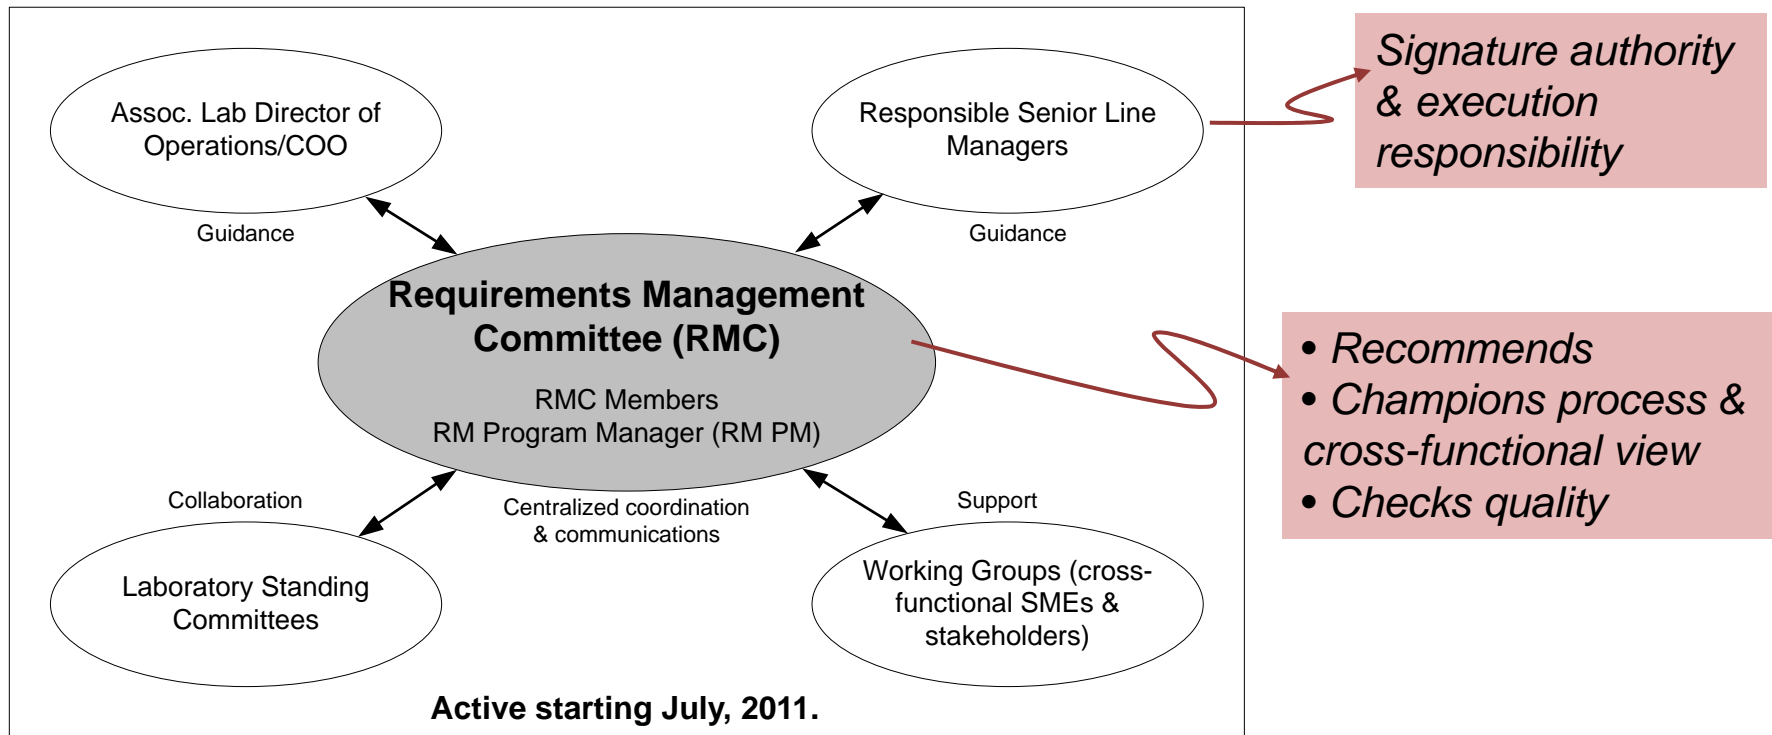 Assoc. Lab Director of
Operations/COO
Responsible Senior Line
Managers
Signature authority
& execution
responsibility
Guidance
Guidance
Requirements Management
Committee (RMC)
RMC Members
RM Program Manager (RM PM)
• Recommends
• Champions process &
cross-functional view
• Checks quality
Collaboration
Centralized coordination
& communications
Support
Laboratory Standing
Committees
Working Groups (cross-
functional SMEs &
stakeholders)
Active starting July, 2011.